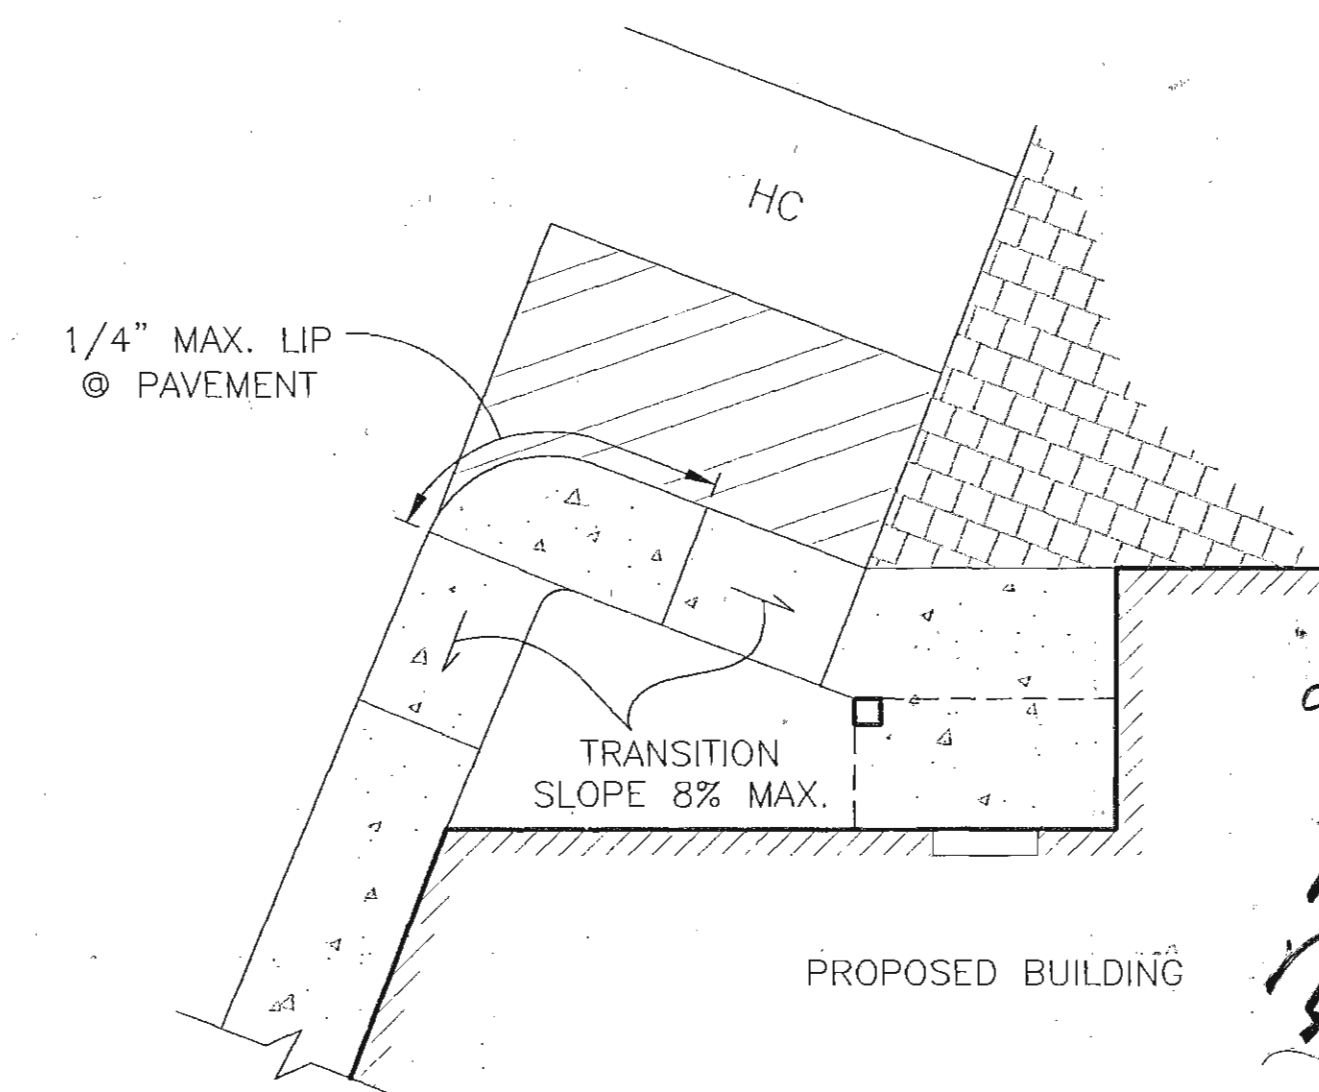 HC
1/4" MAX. LIP
@ PAVEMENT
TRANSITION
SLOPE 8% MAX.
PROPOSED BUILDING